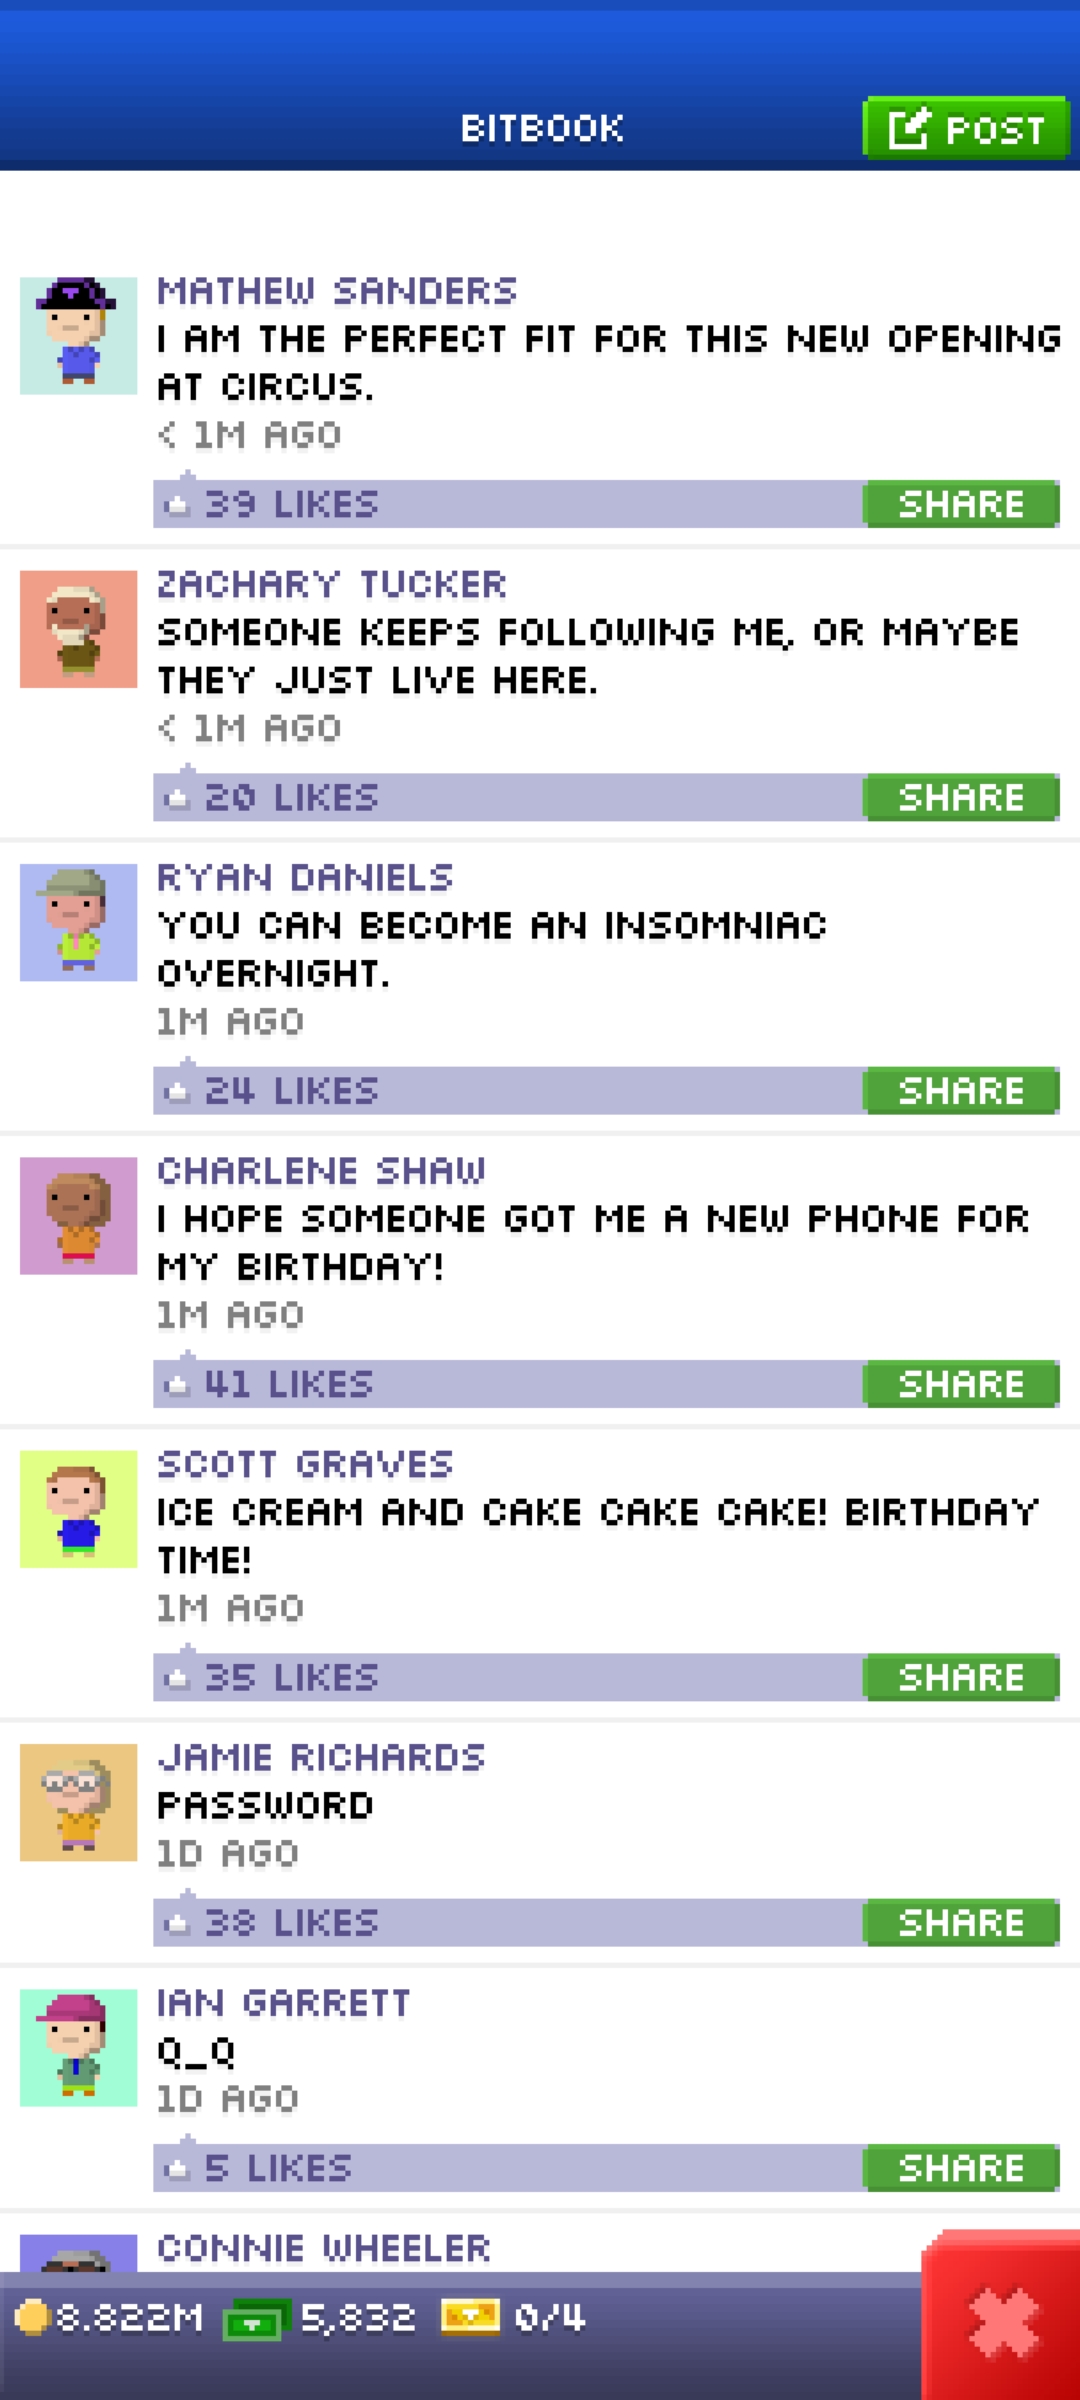 BITBOOK
POST
MATHEW SANDERS
I AM THE PERFECT FIT FOR THIS NEW OPENING
AT CIRCUS.
< 1M AGO
39 LIKES
SHARE
ZACHARY TUCKER
SOMEONE KEEPS FOLLOWING ME, OR MAYBE
THEY JUST LIVE HERE.
< 1M AGO
20 LIKES
SHARE
RYAN DANIELS
YOU CAN BECOME AN INSOMNIAC
OVERNIGHT.
1M AGO
24 LIKES
SHARE
CHARLENE SHAW
I HOPE SOMEONE GOT ME A NEW PHONE FOR
MY BIRTHDAY!
1M AGO
41 LIKES
SHARE
SCOTT GRAVES
ICE CREAM AND CAKE CAKE CAKE! BIRTHDAY
TIME!
1M AGO
35 LIKES
SHARE
JAMIE RICHARDS
PASSWORD
1D AGO
38 LIKES
SHARE
IAN GARRETT
Q_Q
1D AGO
5 LIKES
SHARE
CONNIE WHEELER
8.822M 5,832 0/4